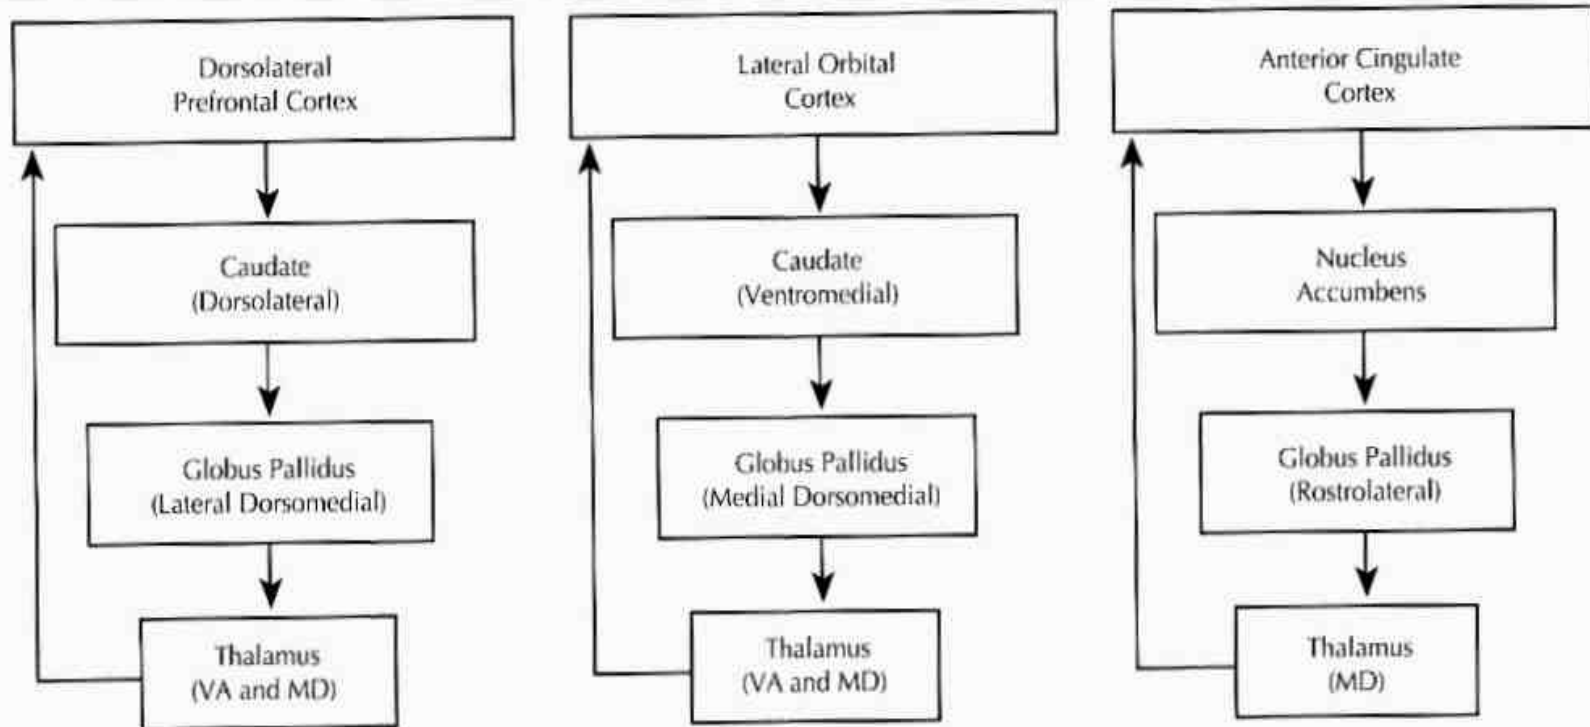 Dorsolateral
Prefrontal Cortex
Caudate
(Dorsolateral)
Globus Pallidus
(Lateral Dorsomedial)
Thalamus
(VA and MD)
Lateral Orbital
Cortex
Caudate
(Ventromedial)
Globus Pallidus
(Medial Dorsomedial)
Thalamus
(VA and MD)
Anterior Cingulate
Cortex
Nucleus
Accumbens
Globus Pallidus
(Rostrolateral)
Thalamus
(MD)